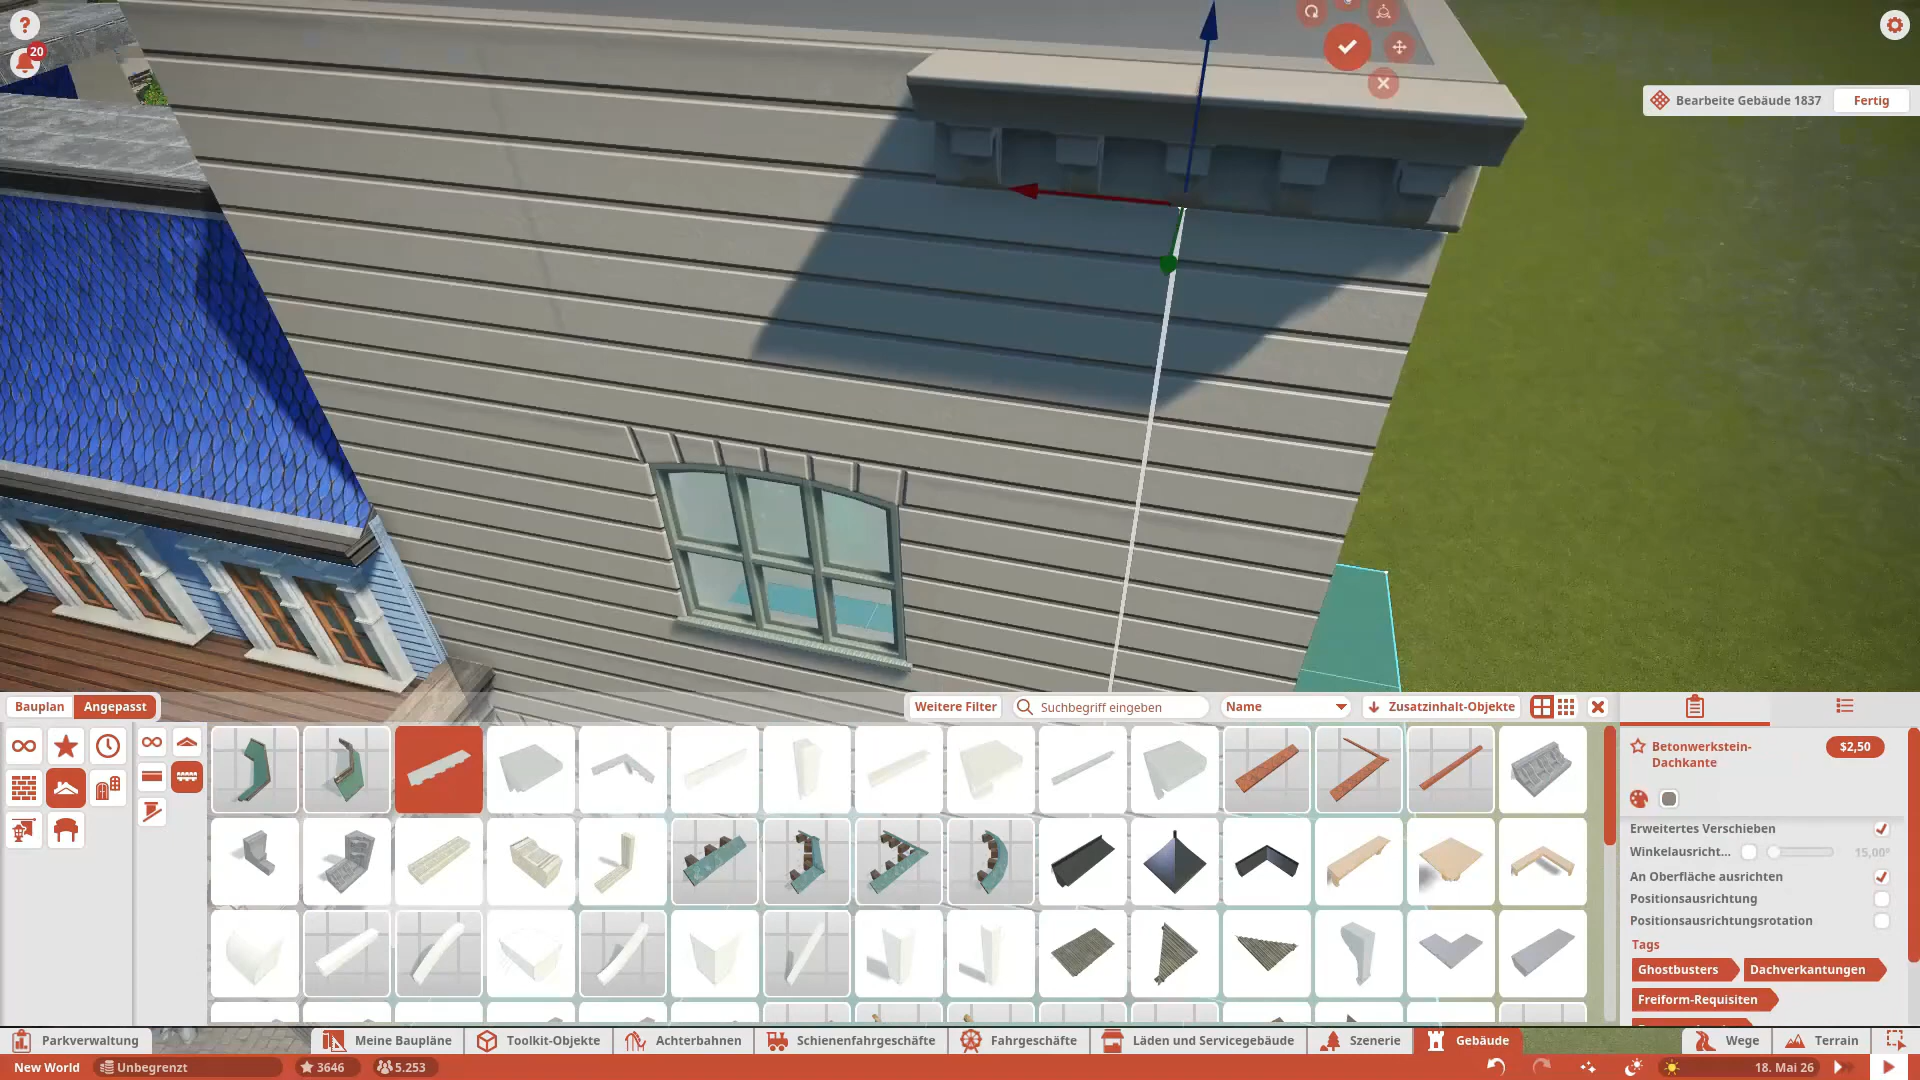 ?
20
Bearbeite Gebäude 1837
Fertig
Bauplan
Angepasst
Weitere Filter
Suchbegriff eingeben
Name
Zusatzinhalt-Objekte
Betonwerkstein-
Dachkante
$2,50
Erweitertes Verschieben
Winkelausricht...
15,00°
An Oberfläche ausrichten
Positionsausrichtung
Positionsausrichtungsrotation
Tags
Ghostbusters
Dachverkantungen
Freiform-Requisiten
Parkverwaltung
Meine Baupläne
Toolkit-Objekte
Achterbahnen
Schienenfahrgeschäfte
Fahrgeschäfte
Läden und Servicegebäude
Szenerie
Gebäude
Wege
Terrain
New World
Unbegrenzt
3646
5.253
18. Mai 26